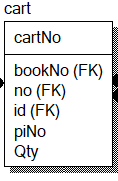 cart
cartNo
bookNo (FK)
no (FK)
id (FK)
piNo
Qty